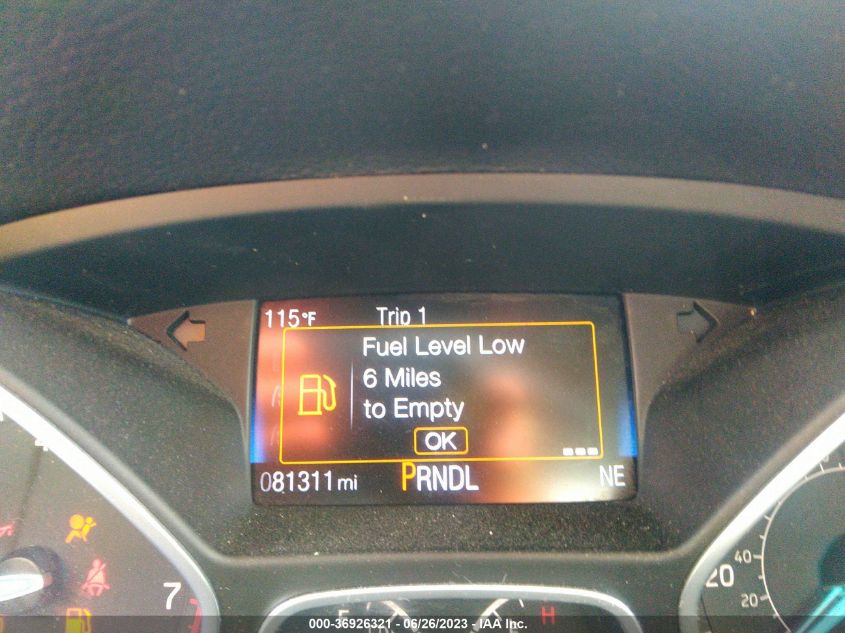 115°F Trip 1
Fuel Level Low
6 Miles
to Empty
OK
081311 mi PRNDL NE
7
40
20
20
H
000-36926321 - 06/26/2023 - IAA Inc.